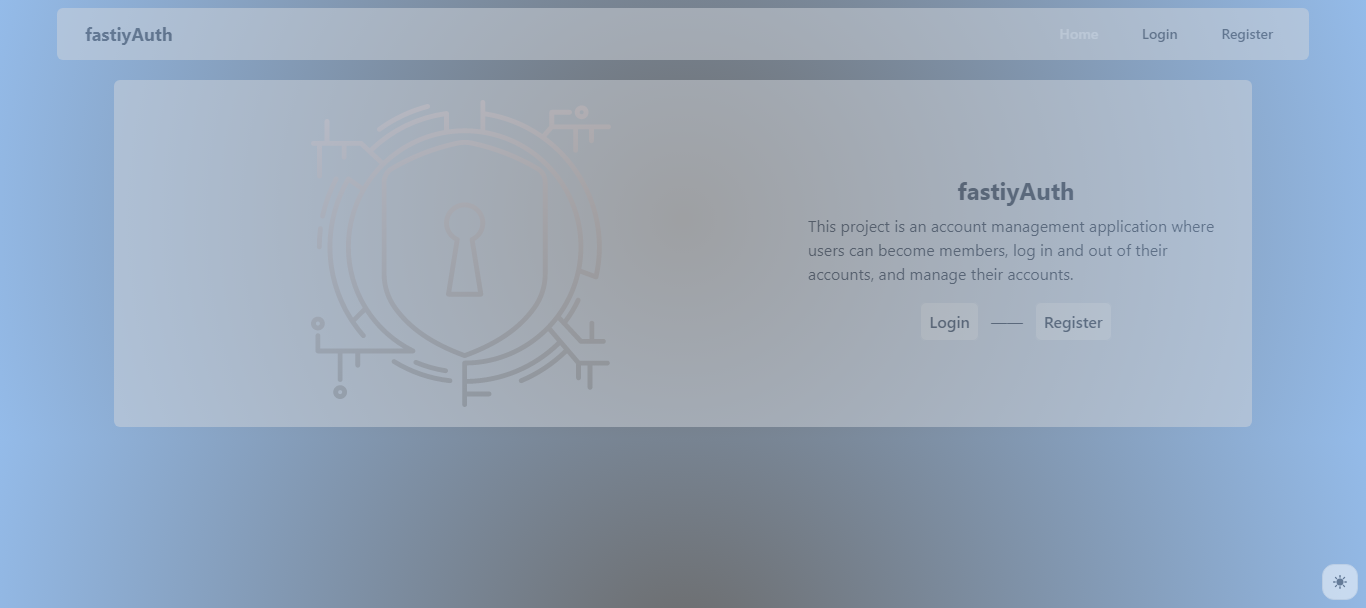 fastiyAuth
Home
Login
Register
fastiyAuth
This project is an account management application where
users can become members, log in and out of their
accounts, and manage their accounts.
Login
Register